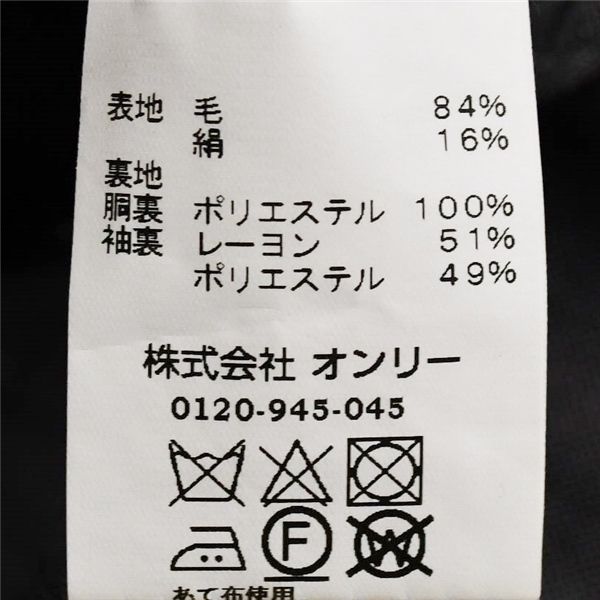 表地 毛 84%
絹 16%
裏地
胴裏 ポリエステル 100%
袖裏 レーヨン 51%
ポリエステル 49%
株式会社 オンリー
0120-945-045
F W
あて布使用